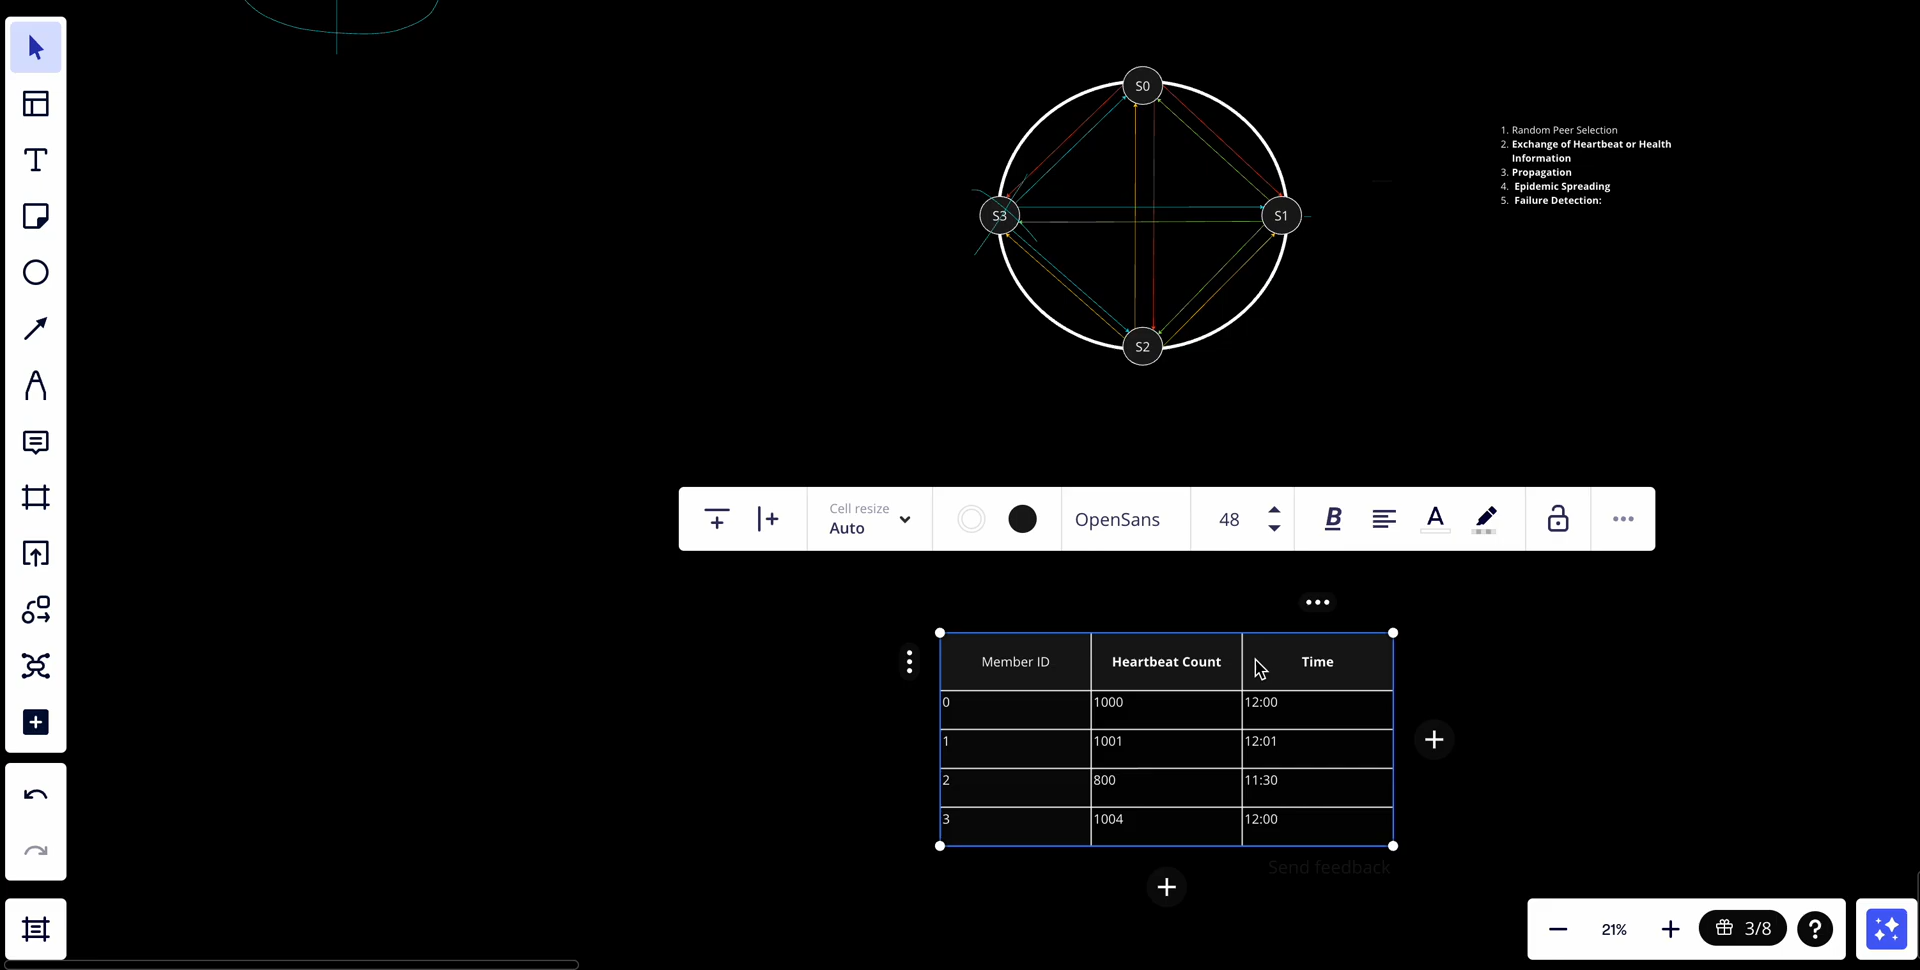 S0
S3
S1
S2
1. Random Peer Selection
2. Exchange of Heartbeat or Health
Information
3. Propagation
4. Epidemic Spreading
5. Failure Detection:
Cell resize
Auto
OpenSans
48
B
A
Member ID
Heartbeat Count
Time
0
1000
12:00
1
1001
12:01
2
800
11:30
3
1004
12:00
Send feedback
21%
3/8
?